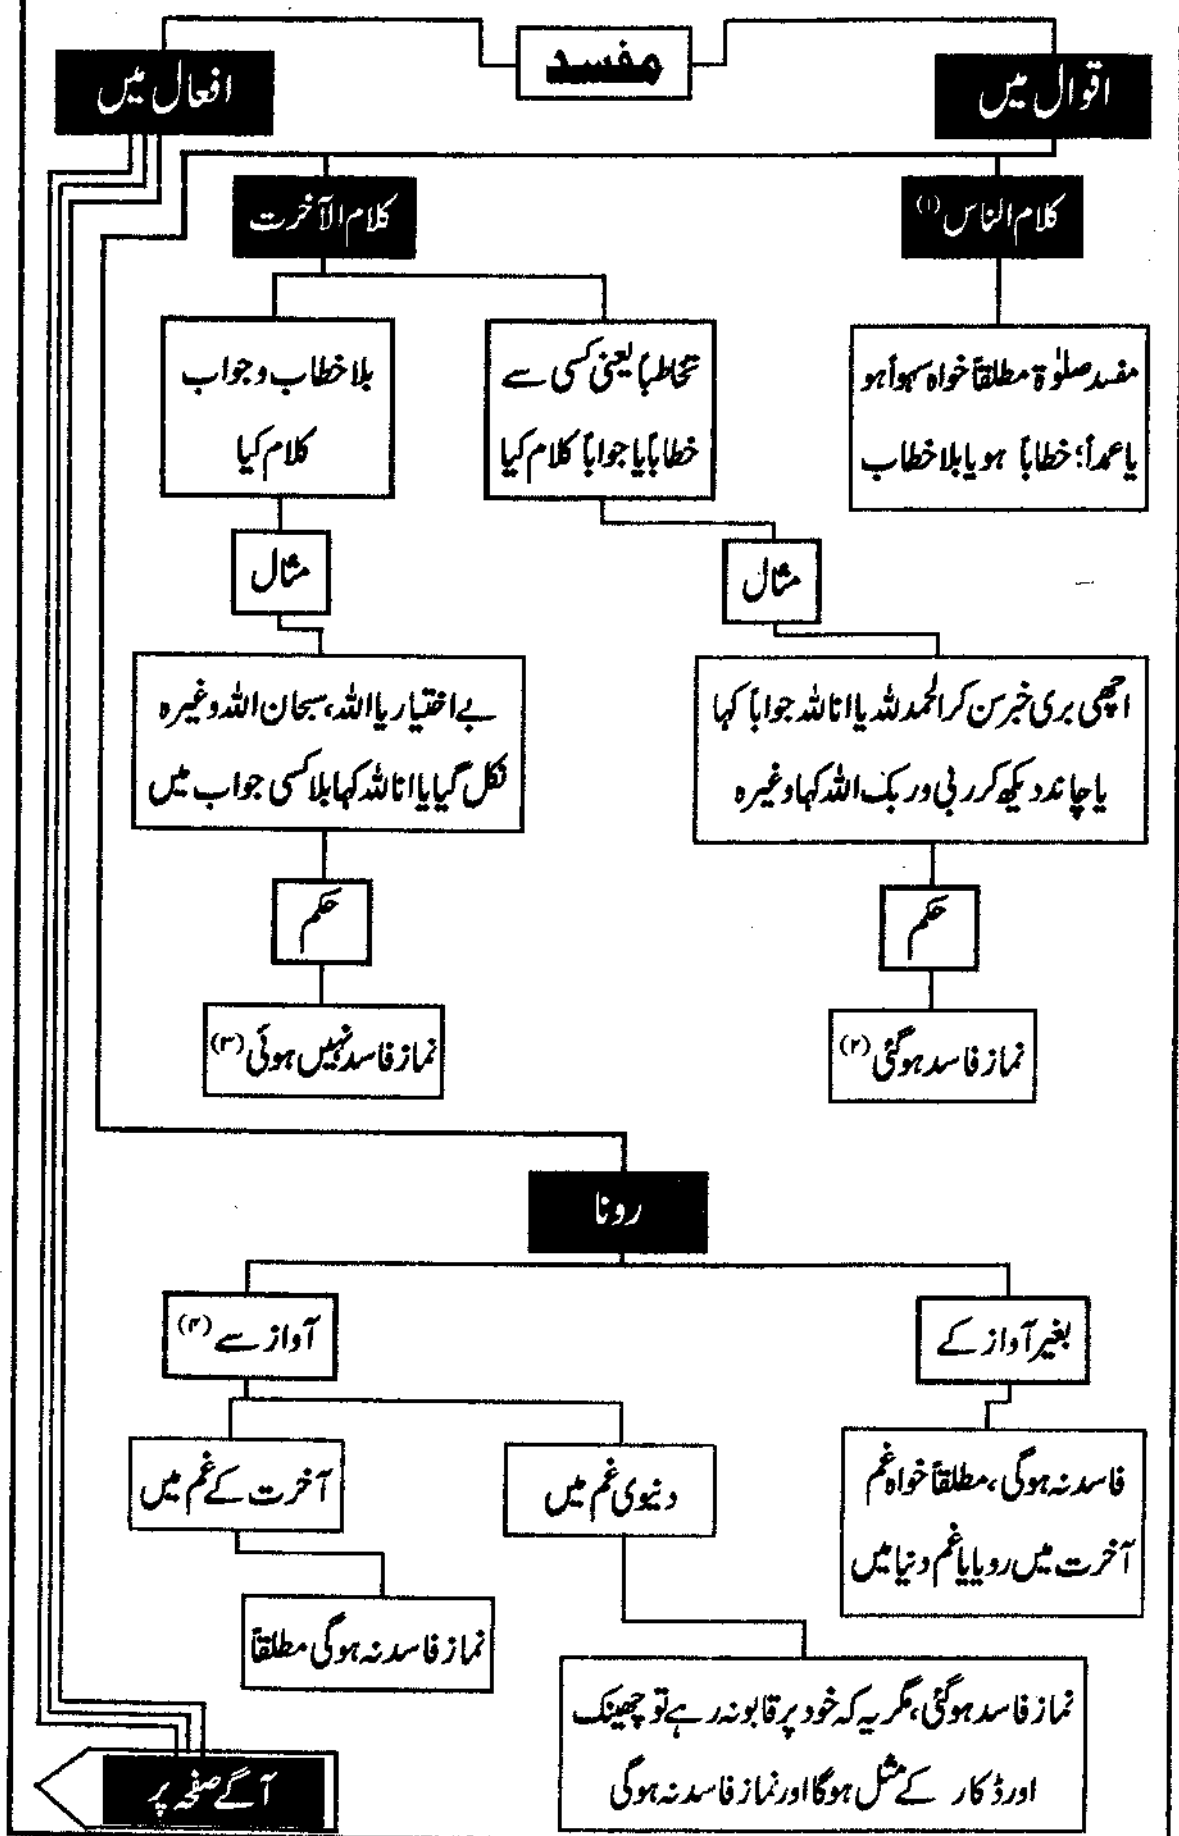 مفسد
اقوال میں
افعال میں
کلام الناس (۱)
کلام الآخرت
مفسد صلوٰۃ مطلقاً خواہ سہواً ہو
یا عمداً؛ خطاباً ہو یا بلا خطاب
تخاطباً یعنی کسی سے
خطاباً یا جواباً کلام کیا
بلا خطاب و جواب
کلام کیا
مثال
مثال
اچھی بری خبر سن کر الحمد للہ یا انا للہ جواباً کہا
یا چاند دیکھ کر ربی وربک اللہ کہا وغیرہ
بے اختیار یا اللہ، سبحان اللہ وغیرہ
نکل گیا یا انا للہ کہا بلا کسی جواب میں
حکم
حکم
نماز فاسد ہوگئی (۲)
نماز فاسد نہیں ہوئی (۳)
رونا
بغیر آواز کے
آواز سے (۴)
فاسد نہ ہوگی، مطلقاً خواہ غم
آخرت میں رویا یا غم دنیا میں
دنیوی غم میں
آخرت کے غم میں
نماز فاسد نہ ہوگی مطلقاً
نماز فاسد ہوگئی، مگر یہ کہ خود پر قابو نہ رہے تو چھینک
اور ڈکار کے مثل ہوگا اور نماز فاسد نہ ہوگی
آگے صفحہ پر